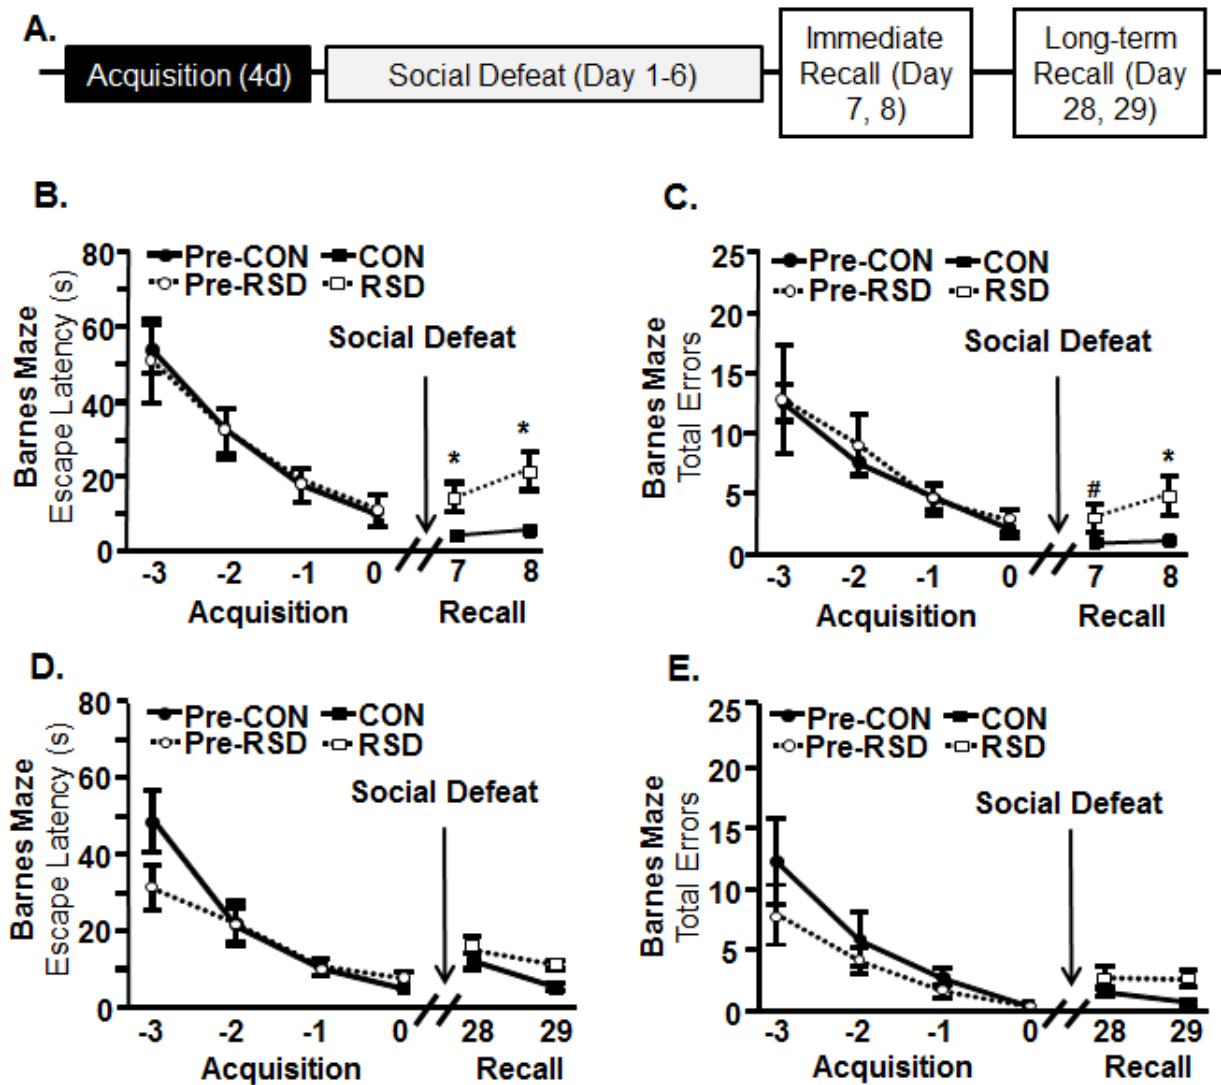 A.
Acquisition (4d)
Social Defeat (Day 1-6)
Immediate
Recall (Day
7, 8)
Long-term
Recall (Day
28, 29)
B.
Barnes Maze
Escape Latency (s)
80
60
40
20
0
Pre-CON
CON
Pre-RSD
RSD
Social Defeat
*
*
-3
-2
-1
0
7
8
Acquisition
Recall
C.
Barnes Maze
Total Errors
25
20
15
10
5
0
Pre-CON
CON
Pre-RSD
RSD
Social Defeat
#
*
-3
-2
-1
0
7
8
Acquisition
Recall
D.
Barnes Maze
Escape Latency (s)
80
60
40
20
0
Pre-CON
CON
Pre-RSD
RSD
Social Defeat
-3
-2
-1
0
28
29
Acquisition
Recall
E.
Barnes Maze
Total Errors
25
20
15
10
5
0
Pre-CON
CON
Pre-RSD
RSD
Social Defeat
-3
-2
-1
0
28
29
Acquisition
Recall